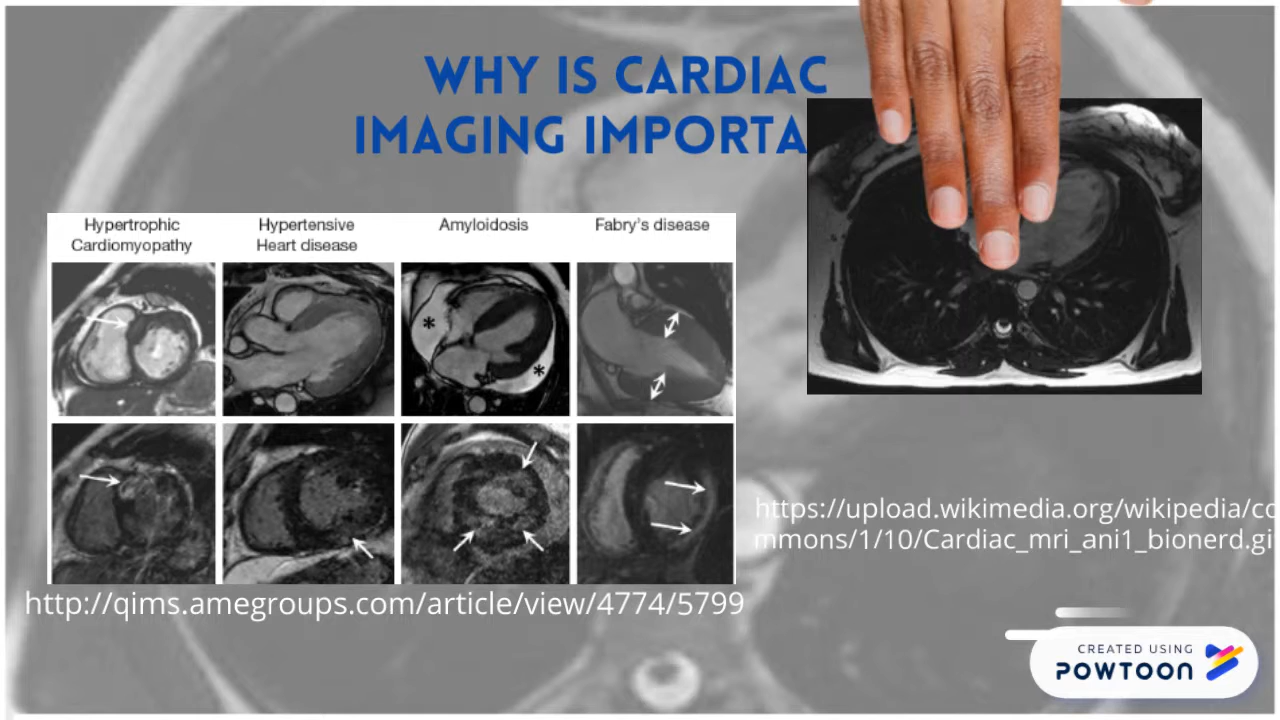 WHY IS CARDIAC
IMAGING IMPORTA
Hypertrophic
Cardiomyopathy
Hypertensive
Heart disease
Amyloidosis
Fabry's disease
*
*
http://qims.amegroups.com/article/view/4774/5799
https://upload.wikimedia.org/wikipedia/co
mmons/1/10/Cardiac_mri_ani1_bionerd.gi
CREATED USING
POWTOON